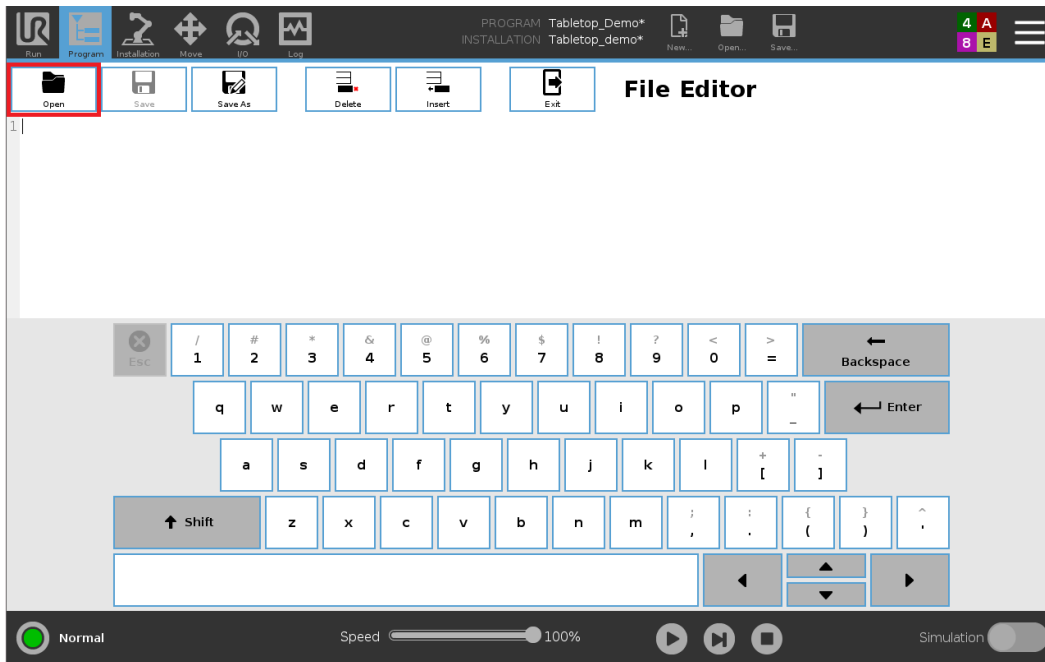 UR
PROGRAM Tabletop_Demo*
INSTALLATION Tabletop_demo*
4 A
8 E
Run Program Installation Move I/O Log New... Open... Save...
Open Save Save As Delete Insert Exit File Editor
1
Esc / 1 # 2 * 3 & 4 @ 5 % 6 $ 7 ! 8 ? 9 < 0 > = Backspace
q w e r t y u i o p " _ Enter
a s d f g h j k l + [ - ]
Shift z x c v b n m ; , : . { ( } ) ^ '
Normal Speed 100% Simulation